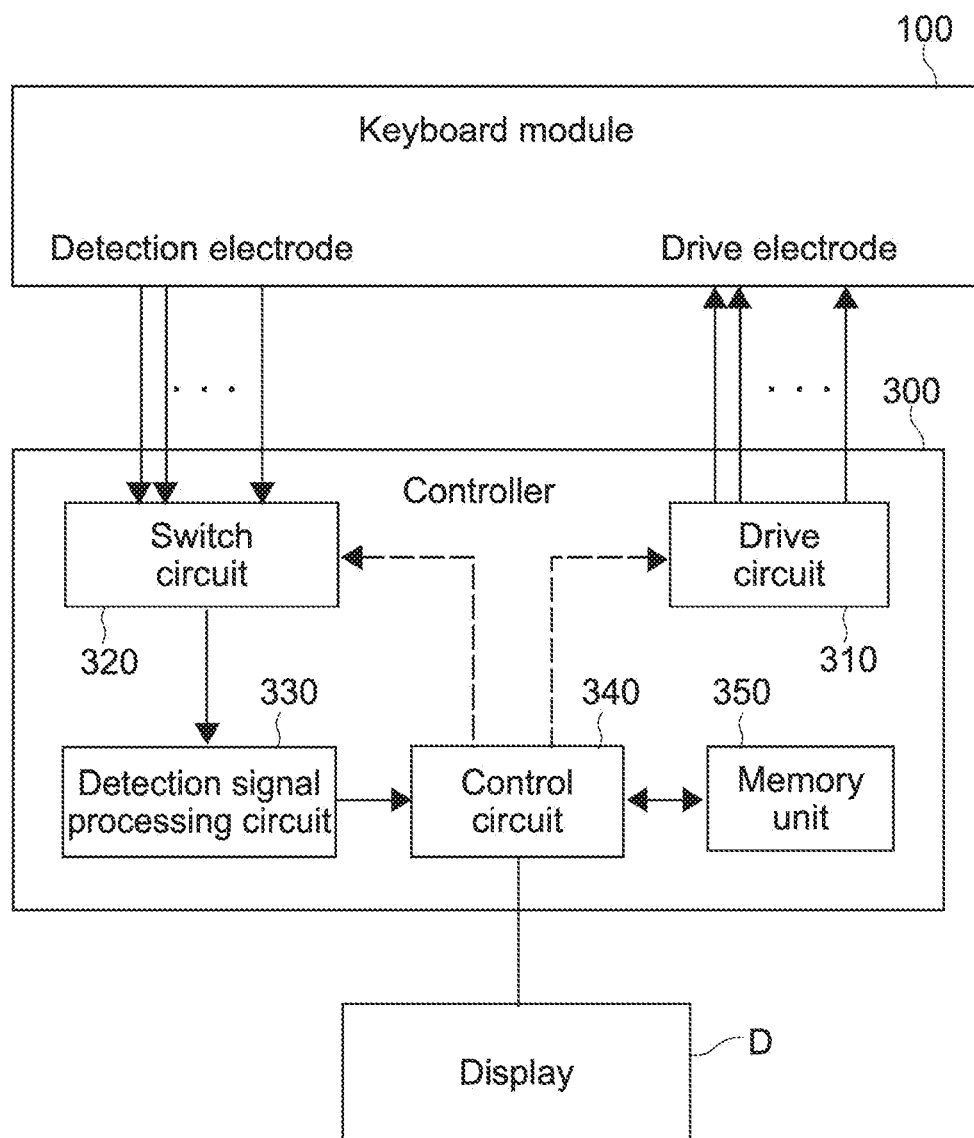 100
Keyboard module
Detection electrode
Drive electrode
. . .
. . .
300
Controller
Switch
circuit
Drive
circuit
320
310
330
340
350
Detection signal
processing circuit
Control
circuit
Memory
unit
D
Display